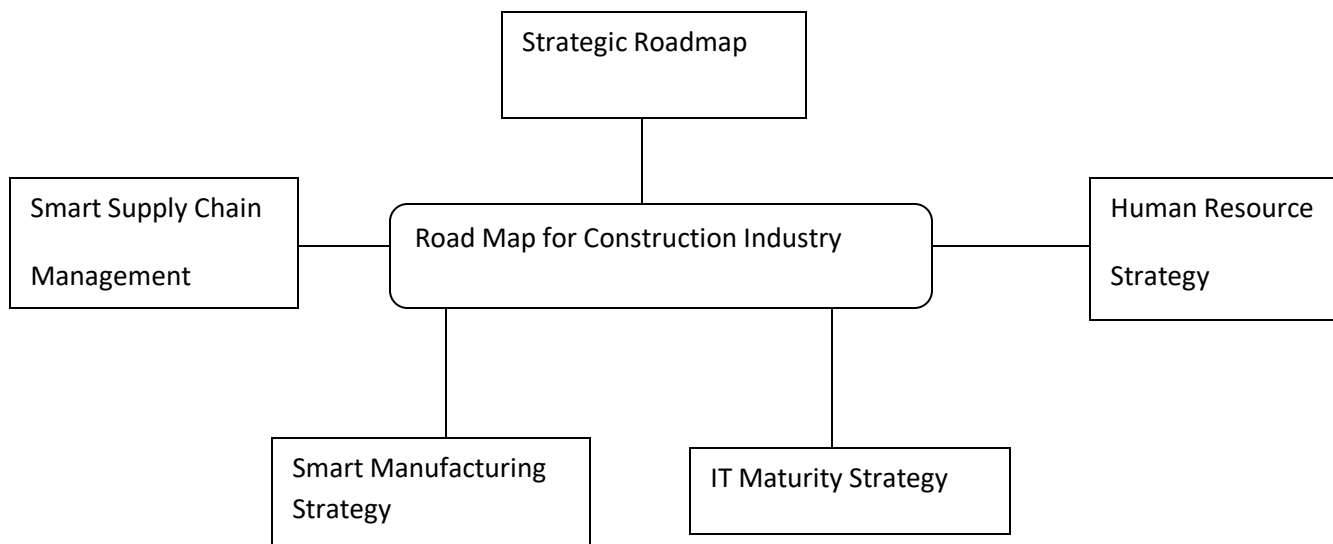 Strategic Roadmap
Smart Supply Chain
Management
Road Map for Construction Industry
Human Resource
Strategy
Smart Manufacturing
Strategy
IT Maturity Strategy